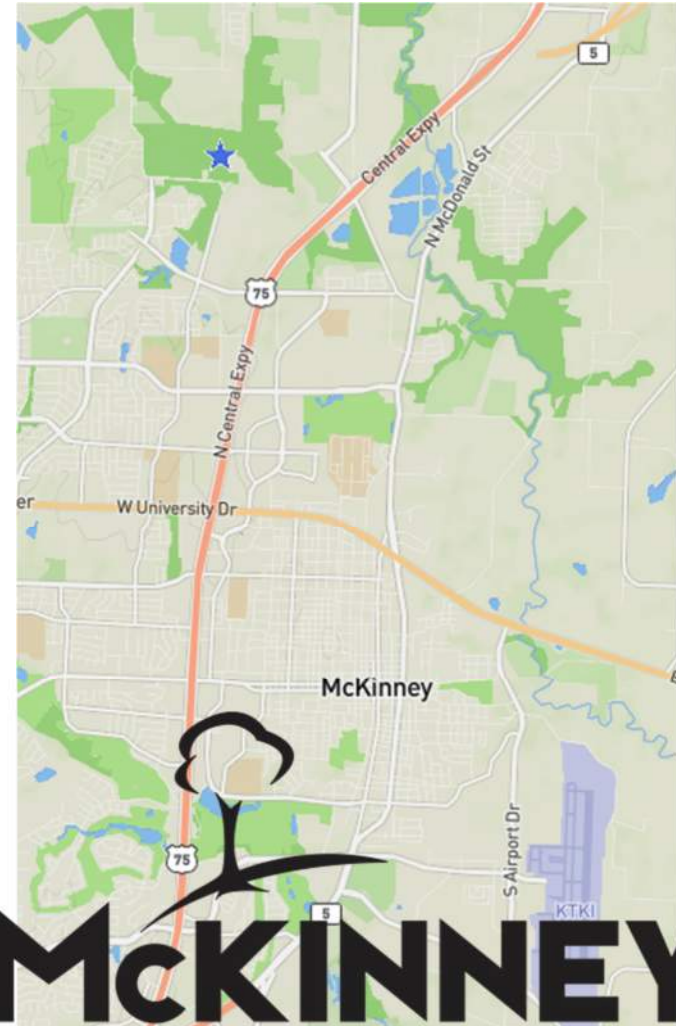 5
Central Expy
N McDonald St
75
N Central Expy
er
W University Dr
McKinney
75
S Airport Dr
5
KTKI
McKINNEY